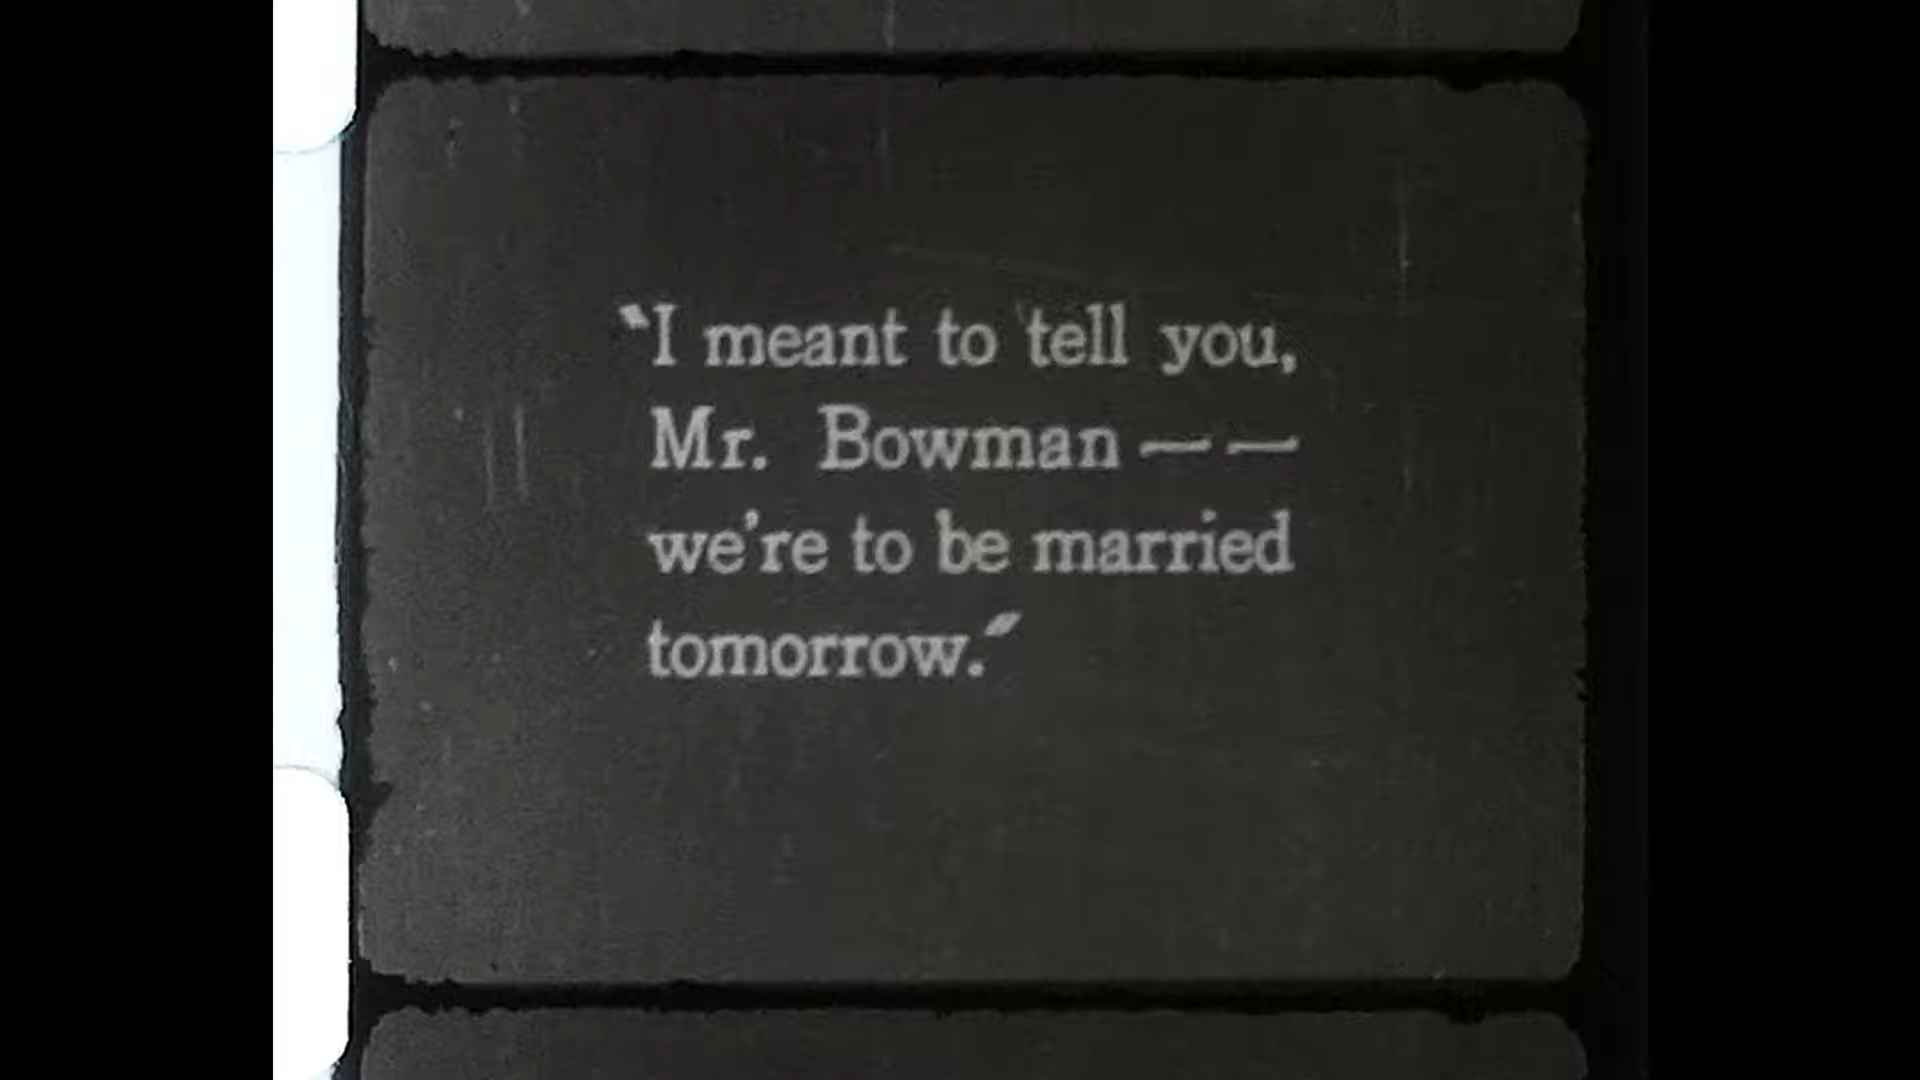 "I meant to tell you,
Mr. Bowman — —
we're to be married
tomorrow."